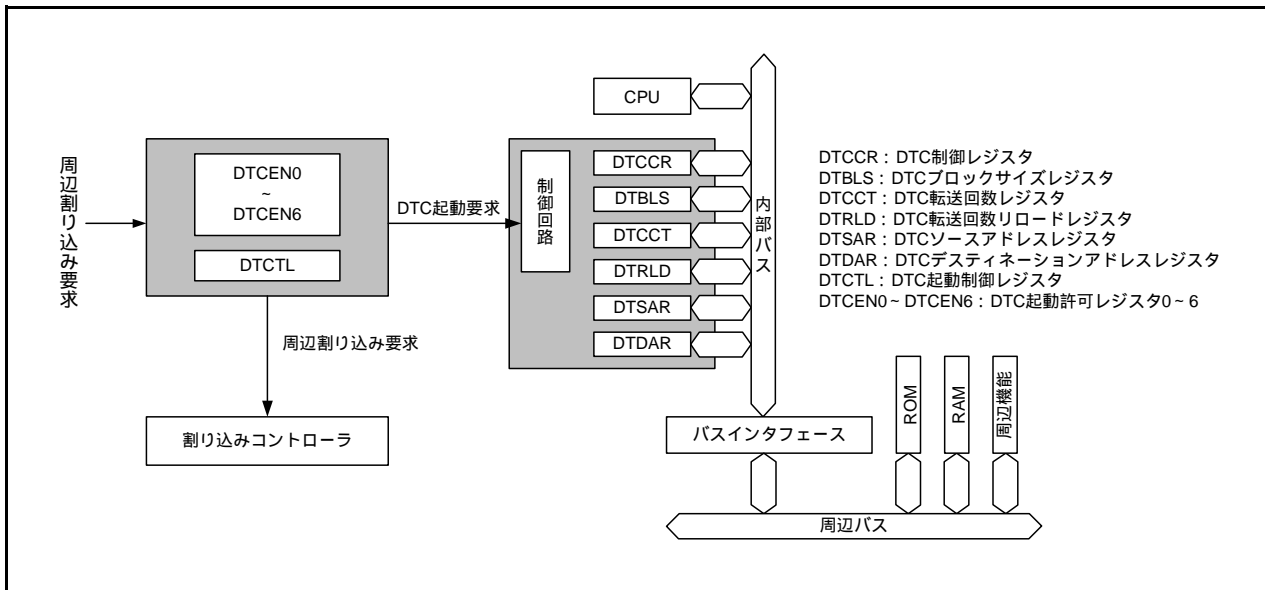 CPU
周辺割り込み要求
DTCEN0
~
DTCEN6
DTCTL
DTC起動要求
制御回路
DTCCR
DTBLS
DTCCT
DTRLD
DTSAR
DTDAR
内部バス
DTCCR：DTC制御レジスタ
DTBLS：DTCブロックサイズレジスタ
DTCCT：DTC転送回数レジスタ
DTRLD：DTC転送回数リロードレジスタ
DTSAR：DTCソースアドレスレジスタ
DTDAR：DTCデスティネーションアドレスレジスタ
DTCTL：DTC起動制御レジスタ
DTCEN0～DTCEN6：DTC起動許可レジスタ0～6
周辺割り込み要求
割り込みコントローラ
バスインタフェース
ROM
RAM
周辺機能
周辺バス